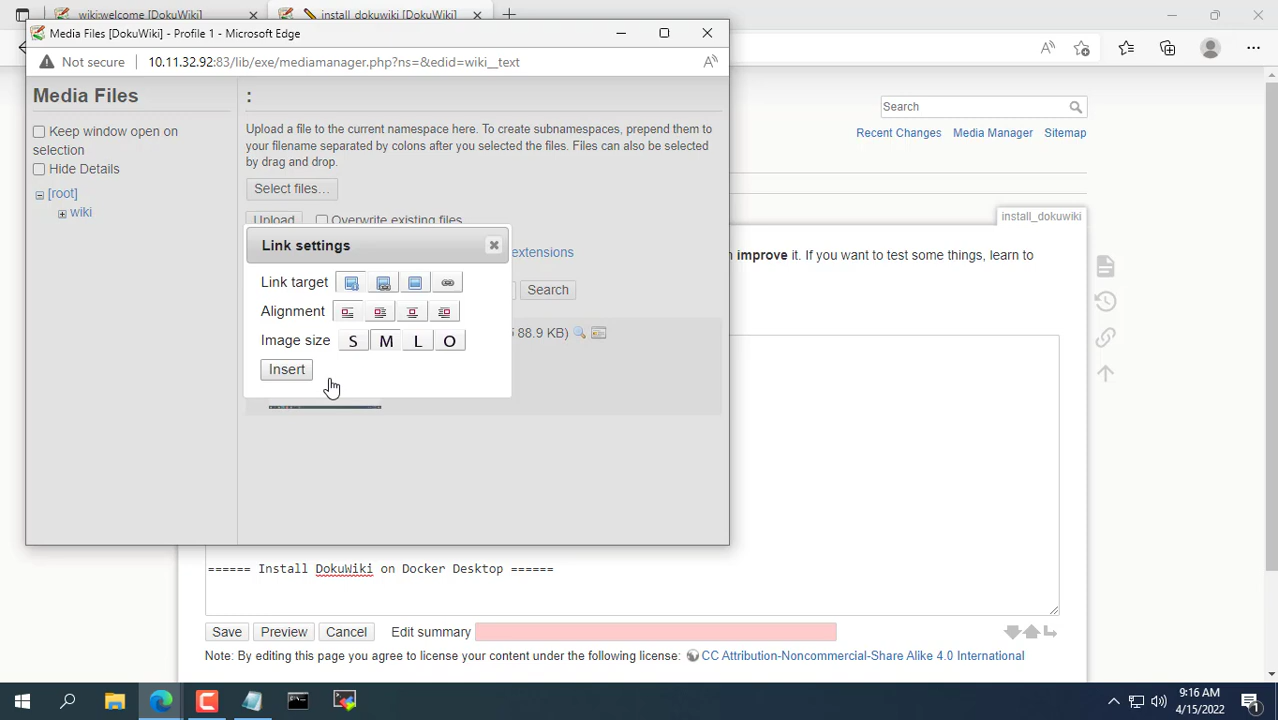 wiki:welcome [DokuWiki]
install_dokuwiki [DokuWiki]
Media Files [DokuWiki] - Profile 1 - Microsoft Edge
Not secure
10.11.32.92:83/lib/exe/mediamanager.php?ns=&edid=wiki__text
Media Files
Keep window open on selection
Hide Details
[root]
wiki
:
Upload a file to the current namespace here. To create subnamespaces, prepend them to
your filename separated by colons after you selected the files. Files can also be selected
by drag and drop.
Select files…
Upload
Overwrite existing files
extensions
Search
88.9 KB)
Link settings
Link target
Alignment
Image size S M L O
Insert
Search
Recent Changes Media Manager Sitemap
install_dokuwiki
improve it. If you want to test some things, learn to
====== Install DokuWiki on Docker Desktop ======
Save Preview Cancel Edit summary
Note: By editing this page you agree to license your content under the following license: CC Attribution-Noncommercial-Share Alike 4.0 International
9:16 AM
4/15/2022
1